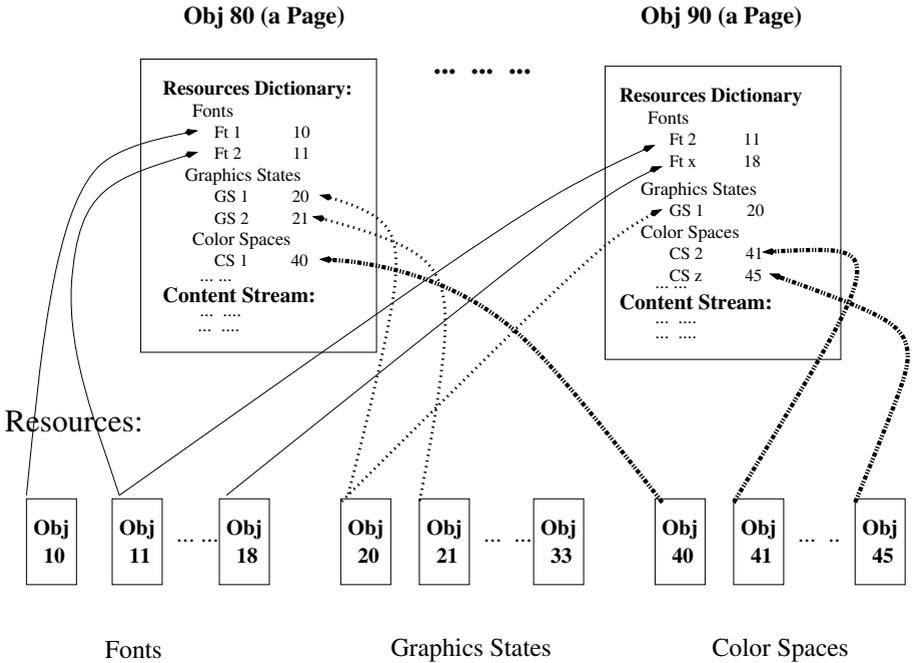 Obj 80 (a Page)
Obj 90 (a Page)
... ... ...
Resources Dictionary:
Fonts
Ft 1 10
Ft 2 11
Graphics States
GS 1 20
GS 2 21
Color Spaces
CS 1 40
... ...
Content Stream:
... ....
... ....
Resources Dictionary
Fonts
Ft 2 11
Ft x 18
Graphics States
GS 1 20
Color Spaces
CS 2 41
CS z 45
... ...
Content Stream:
... ....
... ....
Resources:
Obj
10
Obj
11
... ...
Obj
18
Obj
20
Obj
21
... ...
Obj
33
Obj
40
Obj
41
... ..
Obj
45
Fonts
Graphics States
Color Spaces